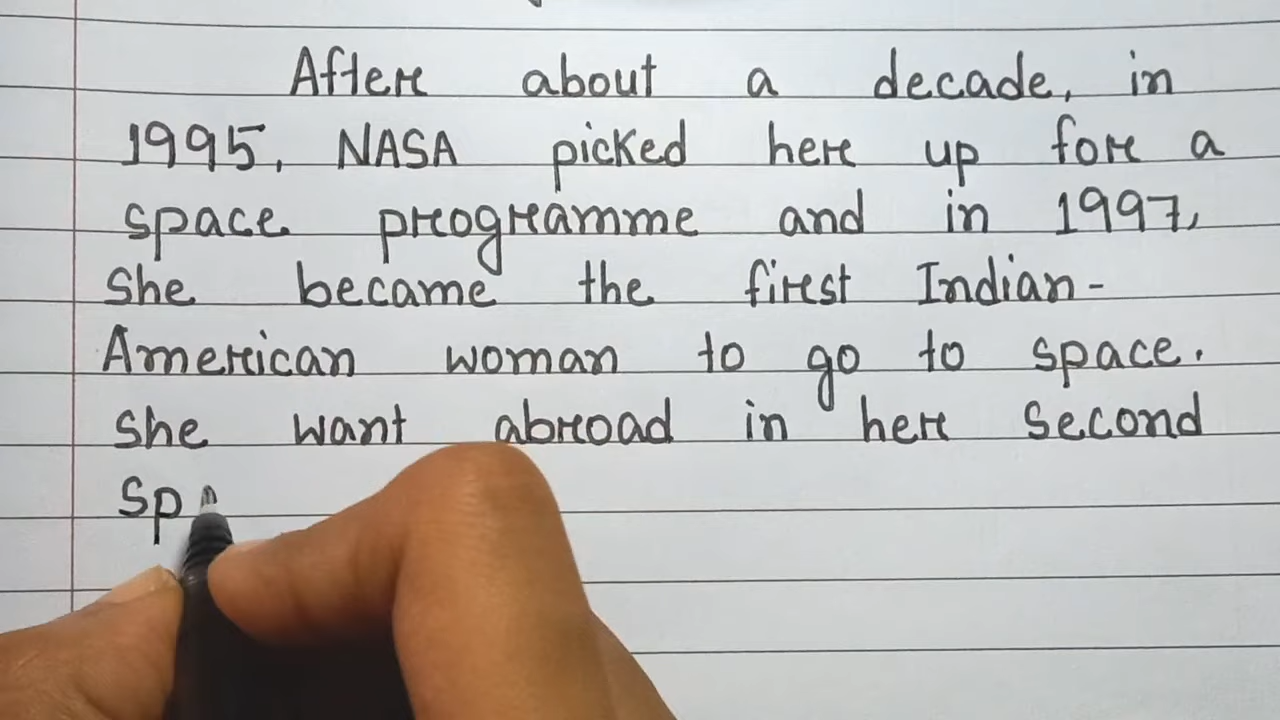 After about a decade, in
1995, NASA picked her up for a
space programme and in 1997,
She became the first Indian-
American woman to go to space.
She want abroad in her second
Sp